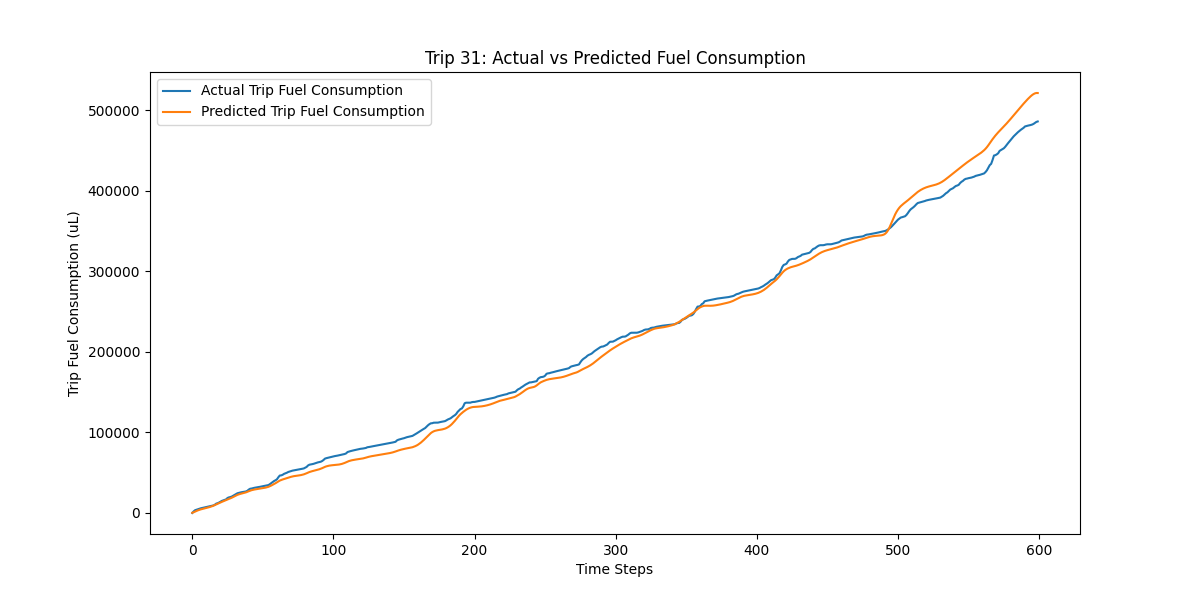 Trip 31: Actual vs Predicted Fuel Consumption
Actual Trip Fuel Consumption
Predicted Trip Fuel Consumption
Trip Fuel Consumption (uL)
500000
400000
300000
200000
100000
0
0 100 200 300 400 500 600
Time Steps